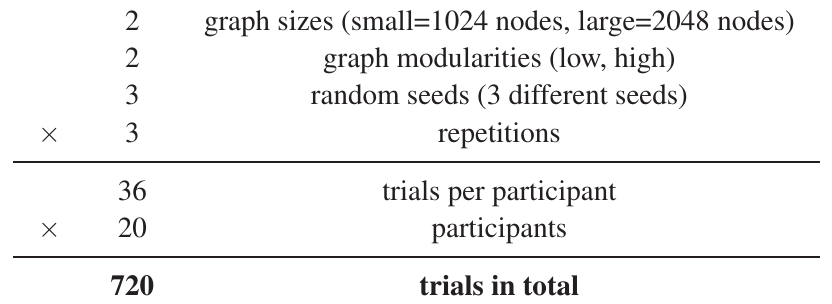 2 graph sizes (small=1024 nodes, large=2048 nodes)
2 graph modularities (low, high)
3 random seeds (3 different seeds)
× 3 repetitions
36 trials per participant
× 20 participants
720 trials in total